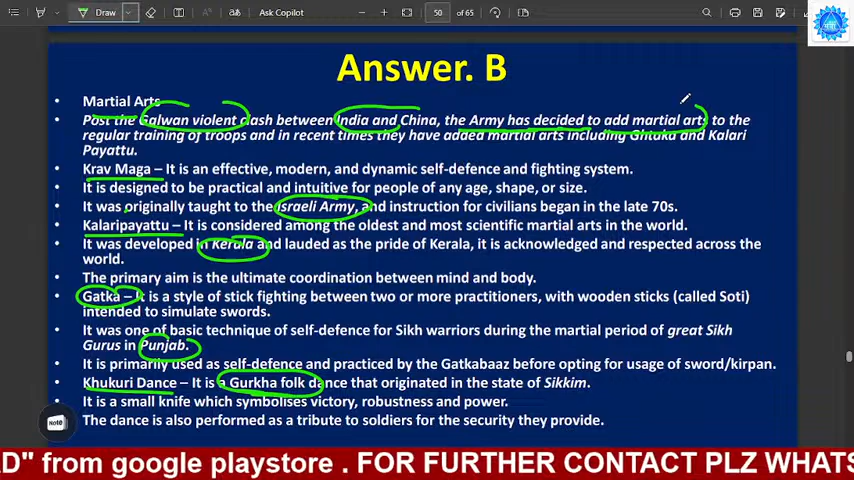 Draw
Ask Copilot
50 of 65
Answer. B
• Martial Arts
• Post the Galwan violent clash between India and China, the Army has decided to add martial arts to the
regular training of troops and in recent times they have added martial arts including Ghtaka and Kalari
Payattu.
• Krav Maga – It is an effective, modern, and dynamic self-defence and fighting system.
• It is designed to be practical and intuitive for people of any age, shape, or size.
• It was originally taught to the Israeli Army, and instruction for civilians began in the late 70s.
• Kalaripayattu – It is considered among the oldest and most scientific martial arts in the world.
• It was developed in Kerala and lauded as the pride of Kerala, it is acknowledged and respected across the
world.
• The primary aim is the ultimate coordination between mind and body.
• Gatka – It is a style of stick fighting between two or more practitioners, with wooden sticks (called Soti)
intended to simulate swords.
• It was one of basic technique of self-defence for Sikh warriors during the martial period of great Sikh
Gurus in Punjab.
• It is primarily used as self-defence and practiced by the Gatkabaaz before opting for usage of sword/kirpan.
• Khukuri Dance – It is a Gurkha folk dance that originated in the state of Sikkim.
• It is a small knife which symbolises victory, robustness and power.
• The dance is also performed as a tribute to soldiers for the security they provide.
AD" from google playstore . FOR FURTHER CONTACT PLZ WHATS